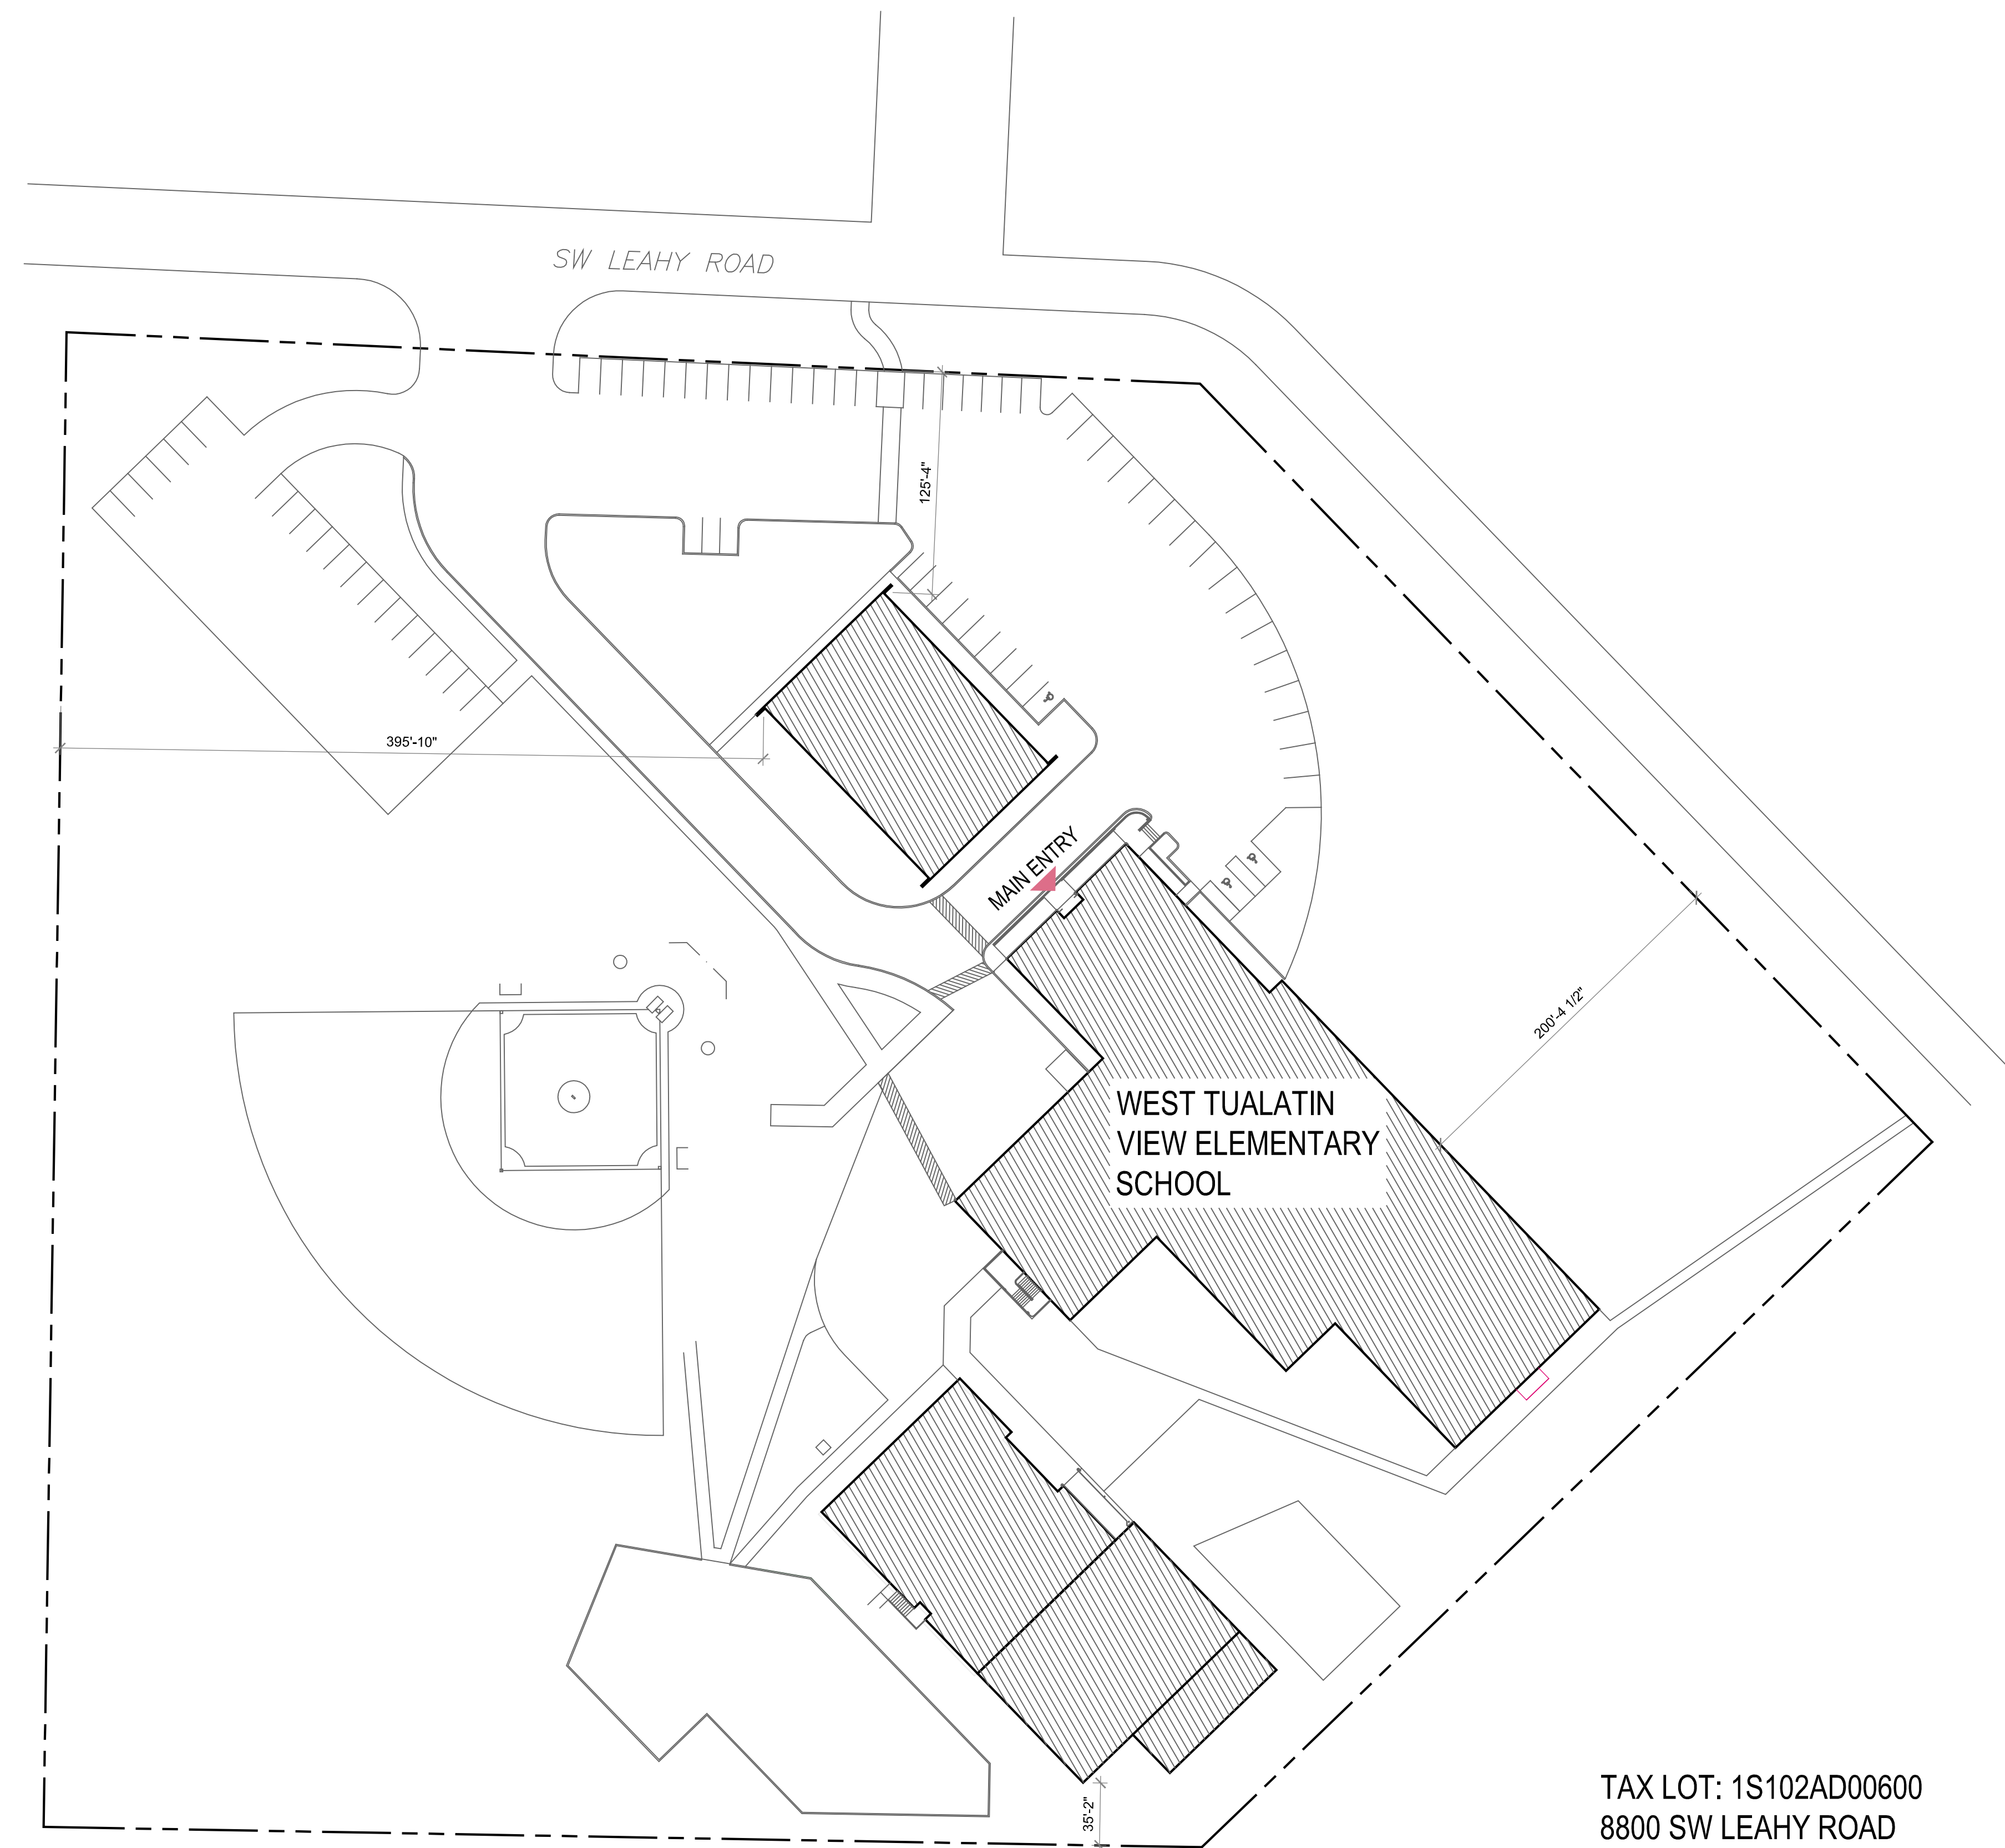 SW LEAHY ROAD
125'-4"
395'-10"
MAIN ENTRY
200'-4 1/2"
WEST TUALATIN
VIEW ELEMENTARY
SCHOOL
35'-2"
TAX LOT: 1S102AD00600
8800 SW LEAHY ROAD